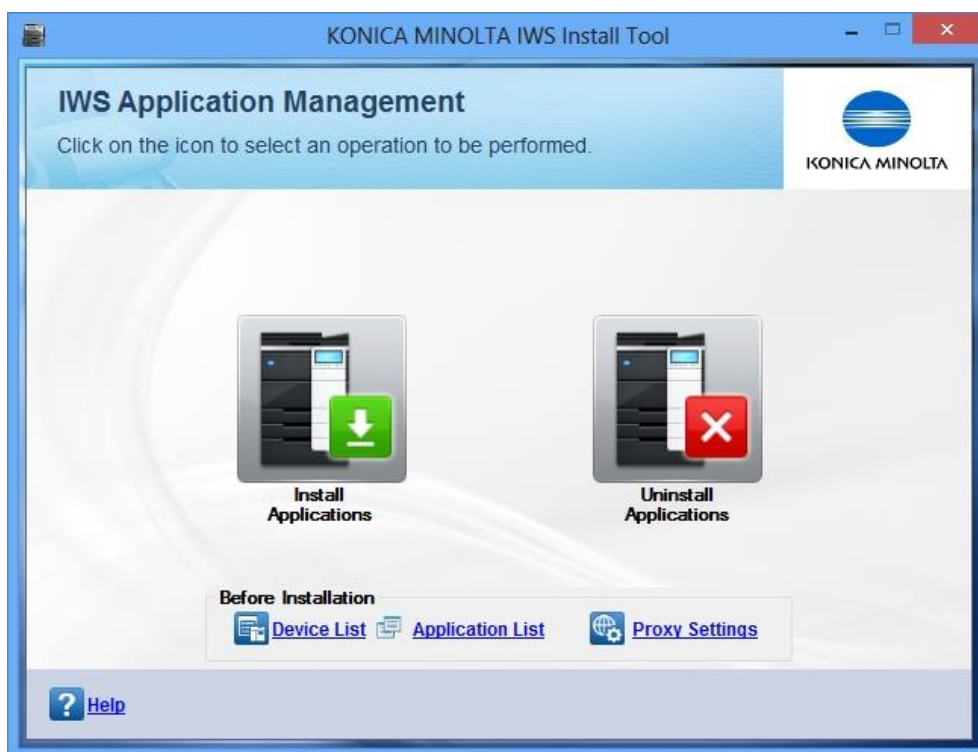 KONICA MINOLTA IWS Install Tool
IWS Application Management
Click on the icon to select an operation to be performed.
KONICA MINOLTA
Install
Applications
Uninstall
Applications
Before Installation
Device List
Application List
Proxy Settings
? Help